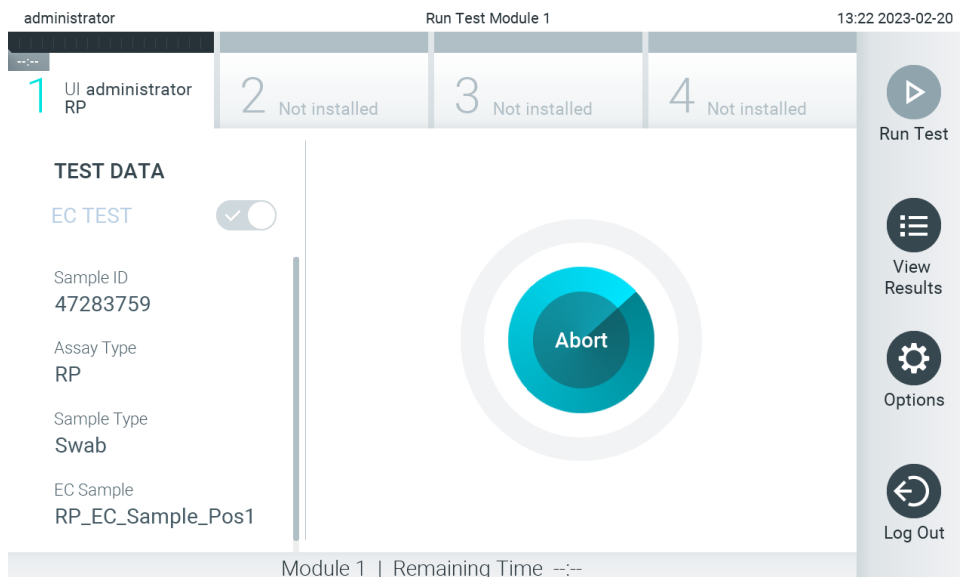 administrator
Run Test Module 1
13:22 2023-02-20
--:--
1
UI administrator
RP
2 Not installed
3 Not installed
4 Not installed
Run Test
TEST DATA
EC TEST
Sample ID
47283759
Assay Type
RP
Sample Type
Swab
EC Sample
RP_EC_Sample_Pos1
Abort
View
Results
Options
Log Out
Module 1 | Remaining Time --:--